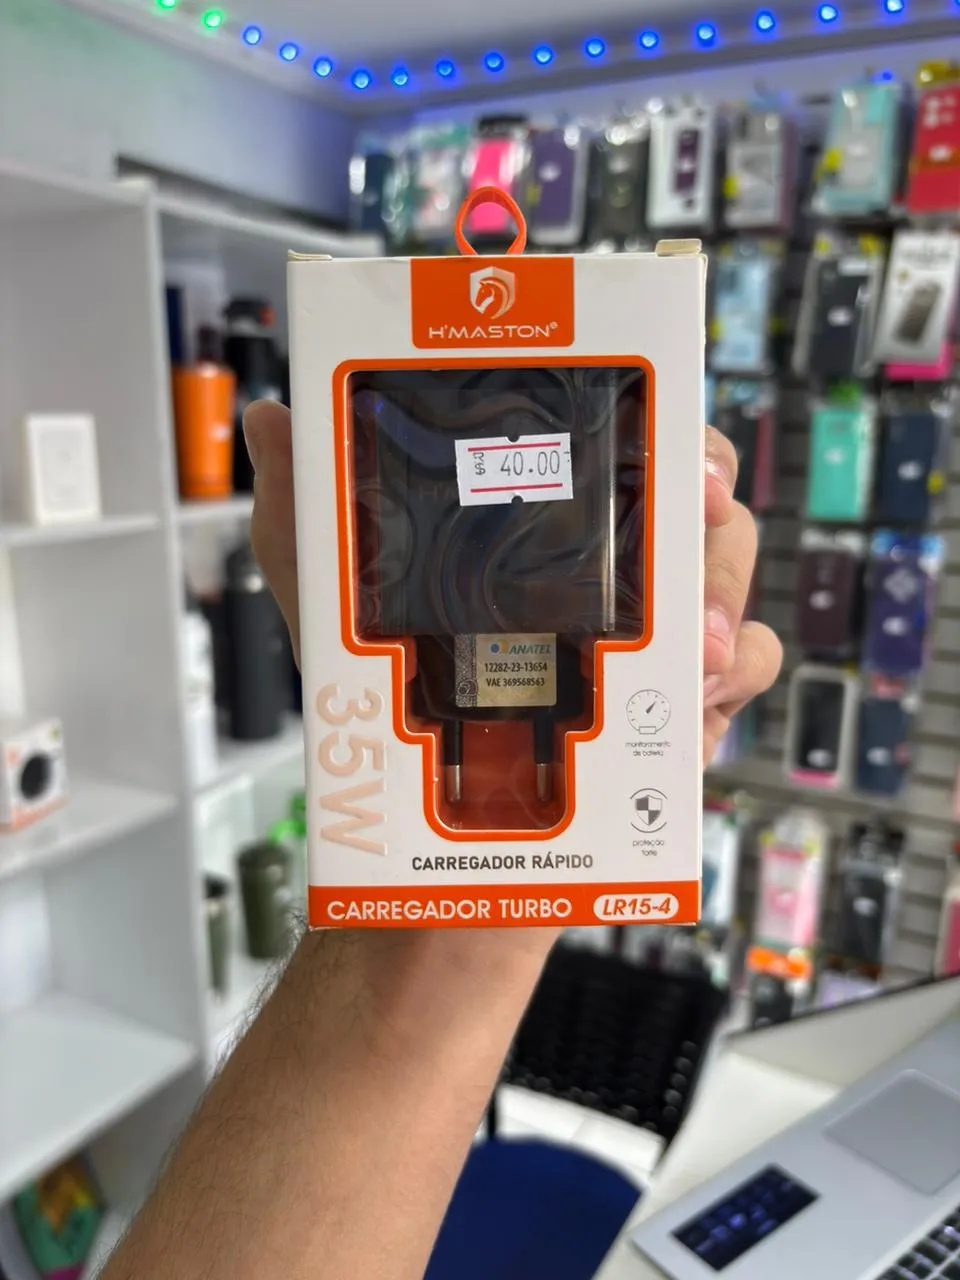 H'MASTON
R$ 40.00
ANATEL
12282-23-13654
VAE 369568563
35W
monitoramento
de bateria
proteção
forte
CARREGADOR RÁPIDO
CARREGADOR TURBO LR15-4